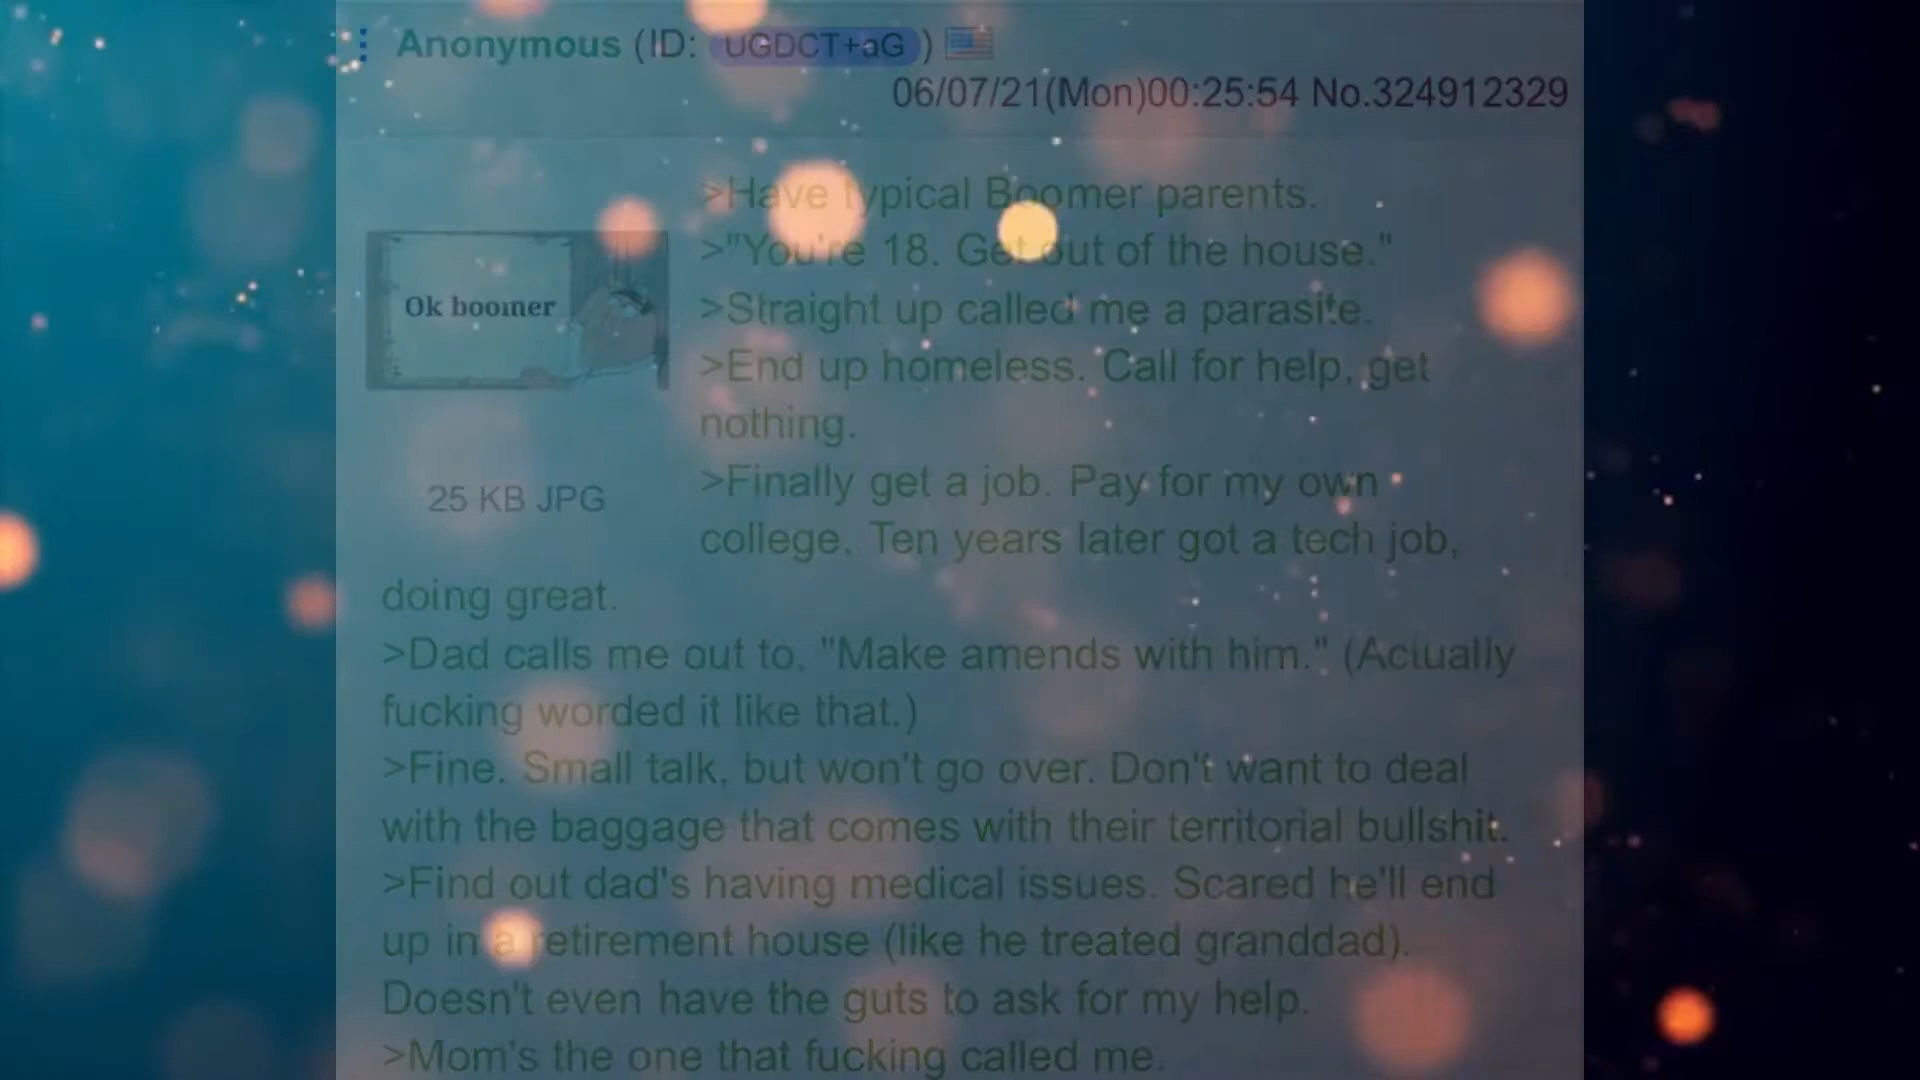 Anonymous (ID: UGDCT+aG)
06/07/21(Mon)00:25:54 No.324912329
>Have typical Boomer parents.
>"You're 18. Get out of the house."
Ok boomer
>Straight up called me a parasite.
>End up homeless. Call for help, get
nothing.
>Finally get a job. Pay for my own
25 KB JPG
college. Ten years later got a tech job,
doing great.
>Dad calls me out to. "Make amends with him." (Actually
fucking worded it like that.)
>Fine. Small talk, but won't go over. Don't want to deal
with the baggage that comes with their territorial bullshit.
>Find out dad's having medical issues. Scared he'll end
up in a retirement house (like he treated granddad).
Doesn't even have the guts to ask for my help.
>Mom's the one that fucking called me.